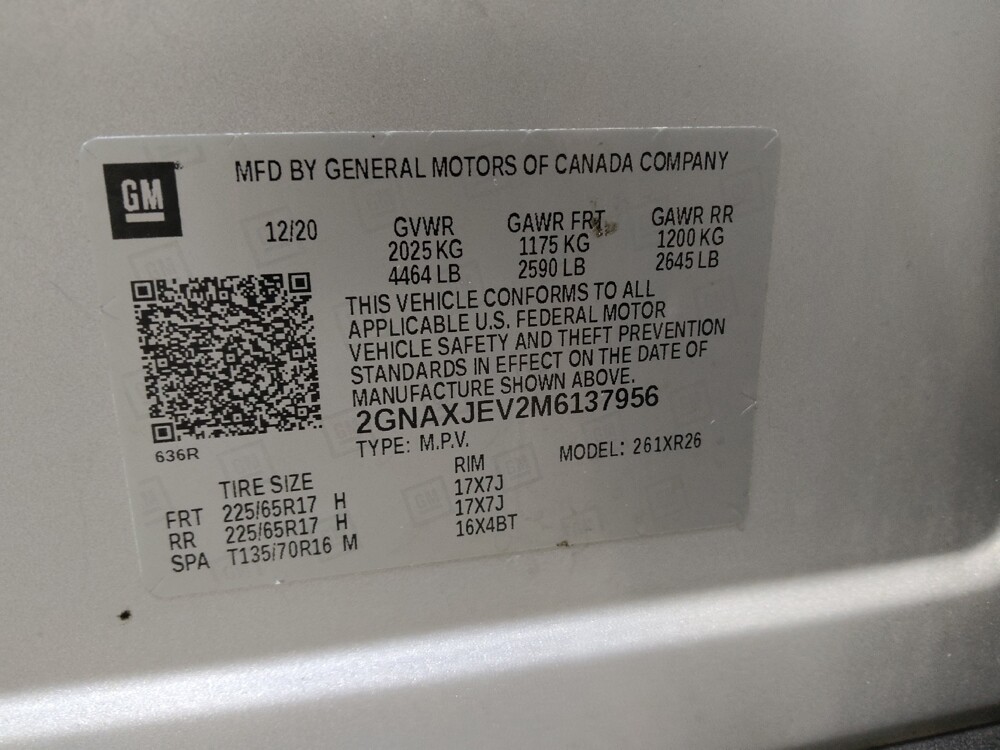 GM
MFD BY GENERAL MOTORS OF CANADA COMPANY
12/20 GVWR GAWR FRT GAWR RR
2025 KG 1175 KG 1200 KG
4464 LB 2590 LB 2645 LB
THIS VEHICLE CONFORMS TO ALL
APPLICABLE U.S. FEDERAL MOTOR
VEHICLE SAFETY AND THEFT PREVENTION
STANDARDS IN EFFECT ON THE DATE OF
MANUFACTURE SHOWN ABOVE.
2GNAXJEV2M6137956
636R
TYPE: M.P.V. MODEL: 261XR26
TIRE SIZE RIM
FRT 225/65R17 H 17X7J
RR 225/65R17 H 17X7J
SPA T135/70R16 M 16X4BT